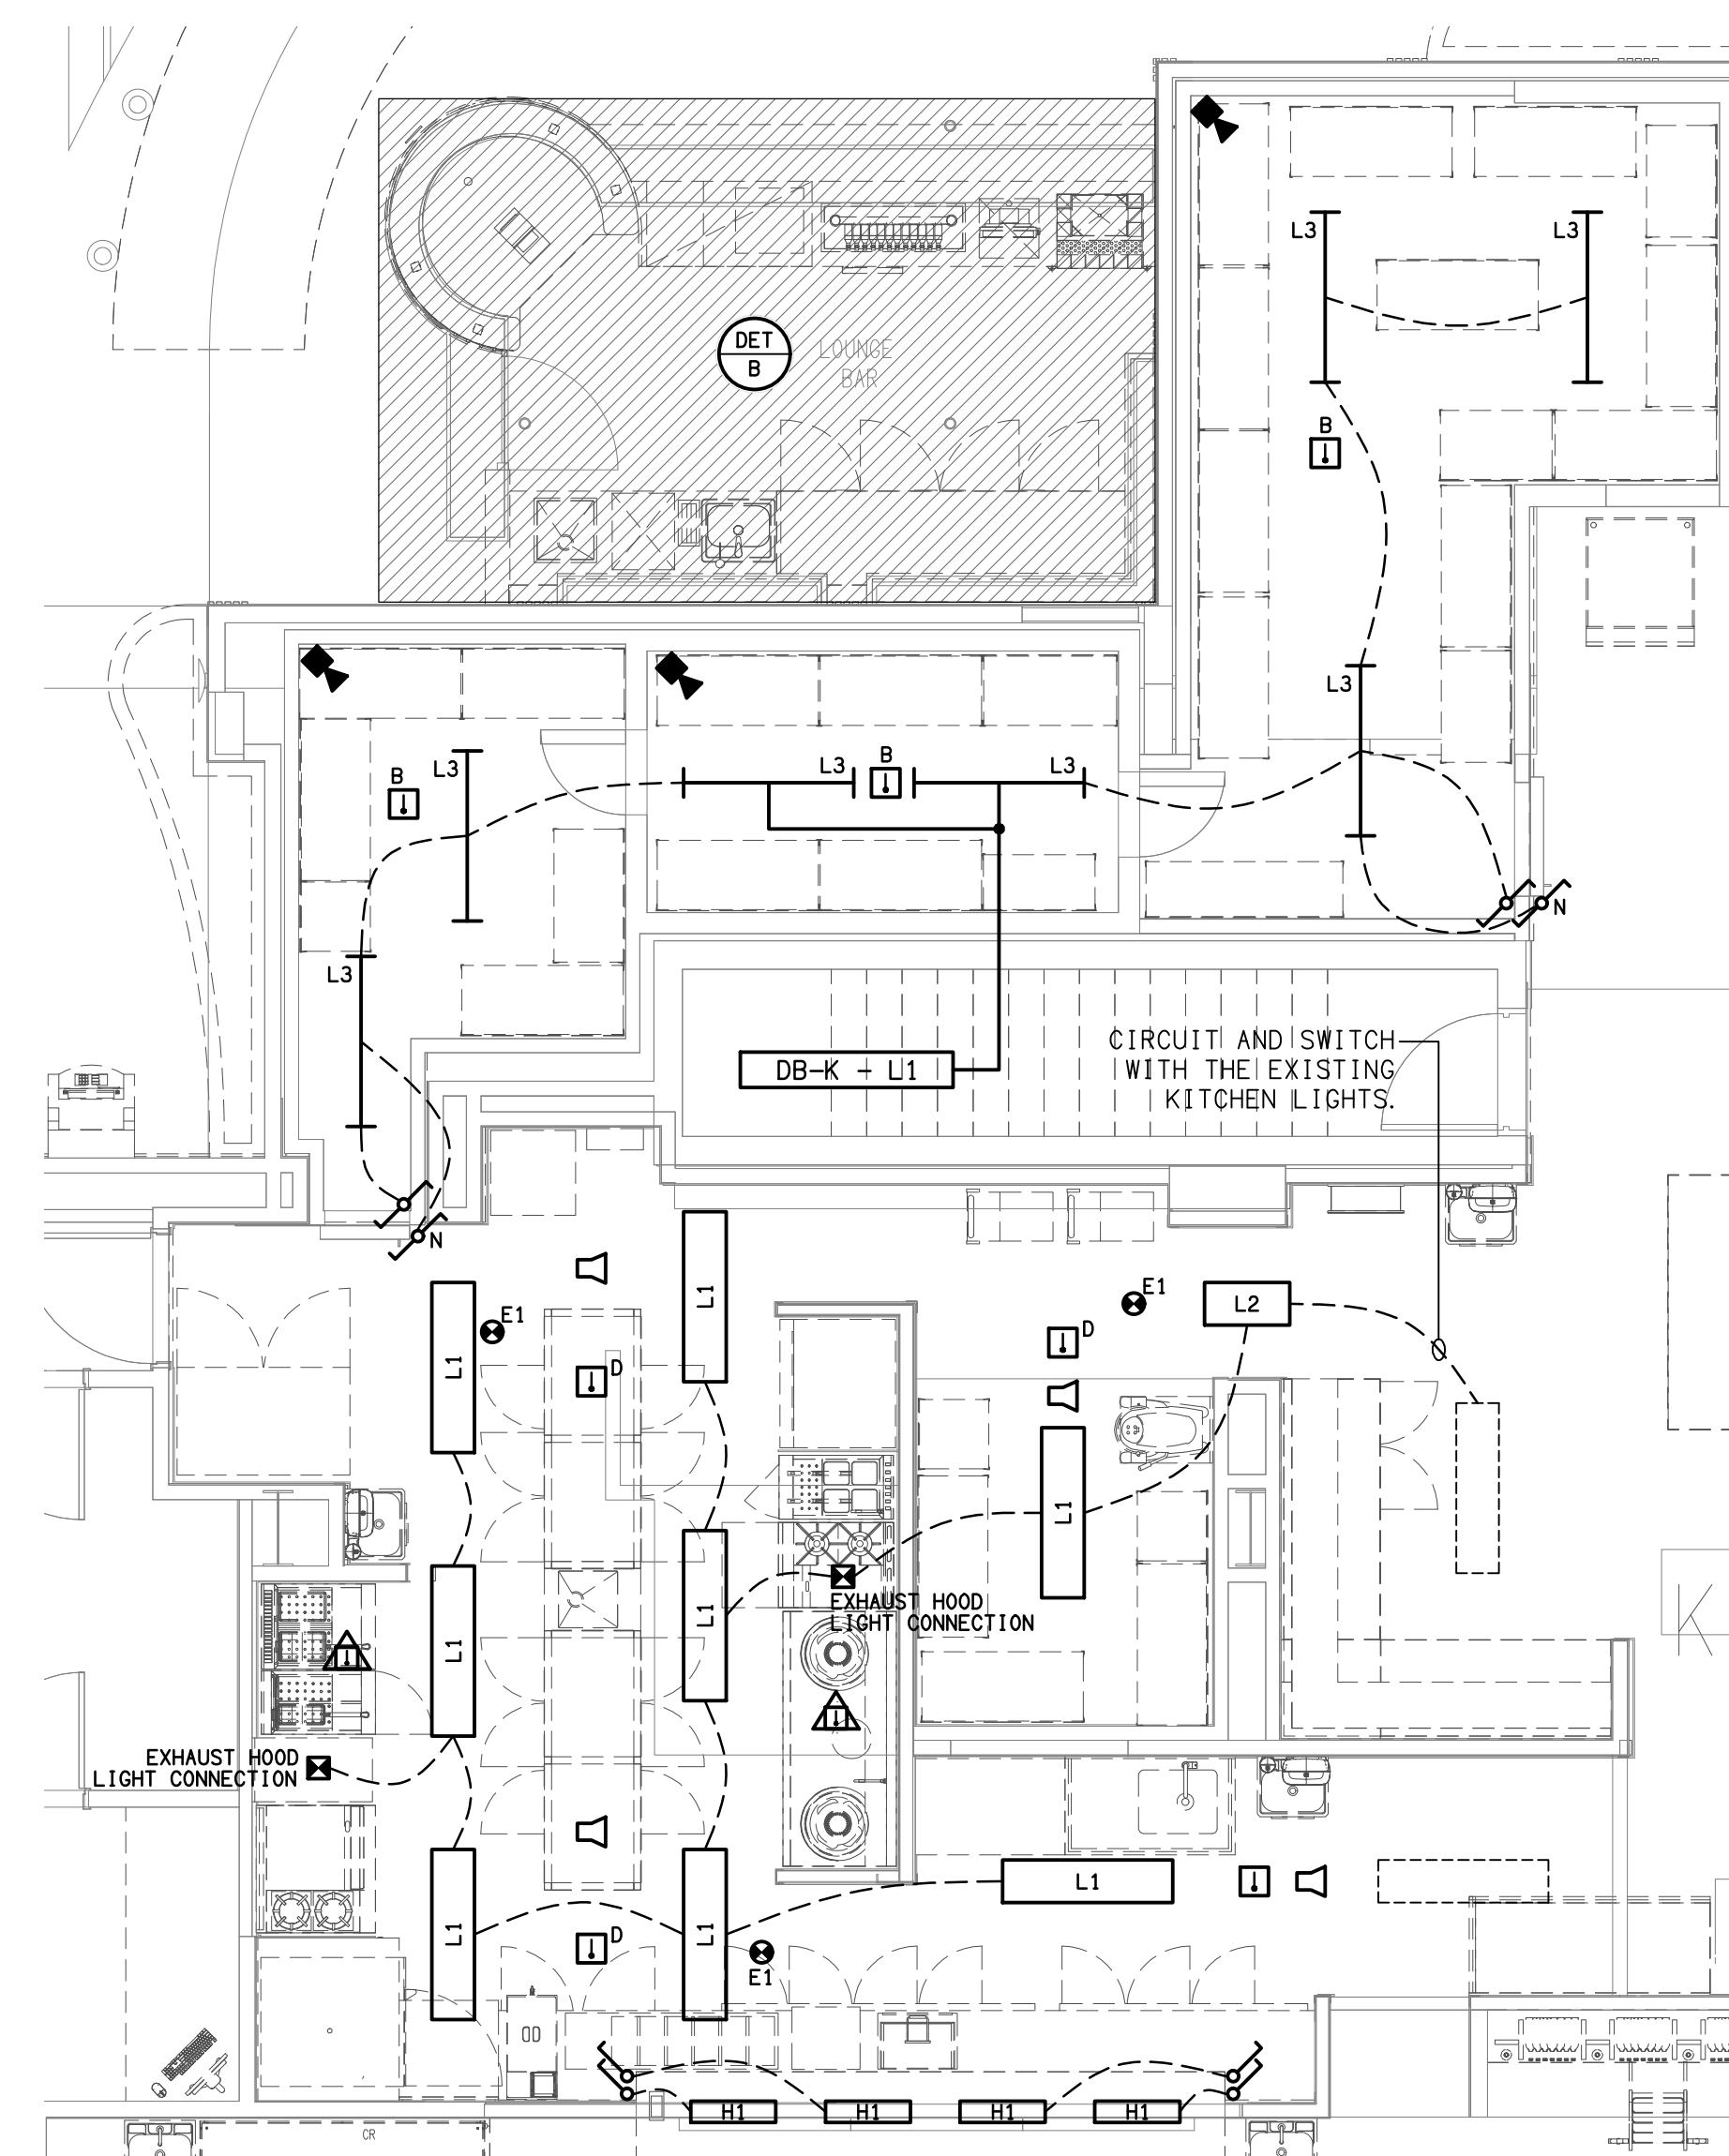 L3
L3
DET
B
LOUNGE
BAR
B
L3
B
L3
L3
B
L3
N
L3
DB-K - L1
CIRCUIT AND SWITCH
WITH THE EXISTING
KITCHEN LIGHTS.
N
L1
E1
L2
E1
L1
D
D
L1
EXHAUST HOOD
LIGHT CONNECTION
L1
L1
K
EXHAUST HOOD
LIGHT CONNECTION
L1
L1
L1
D
E1
H1
H1
H1
H1
CR